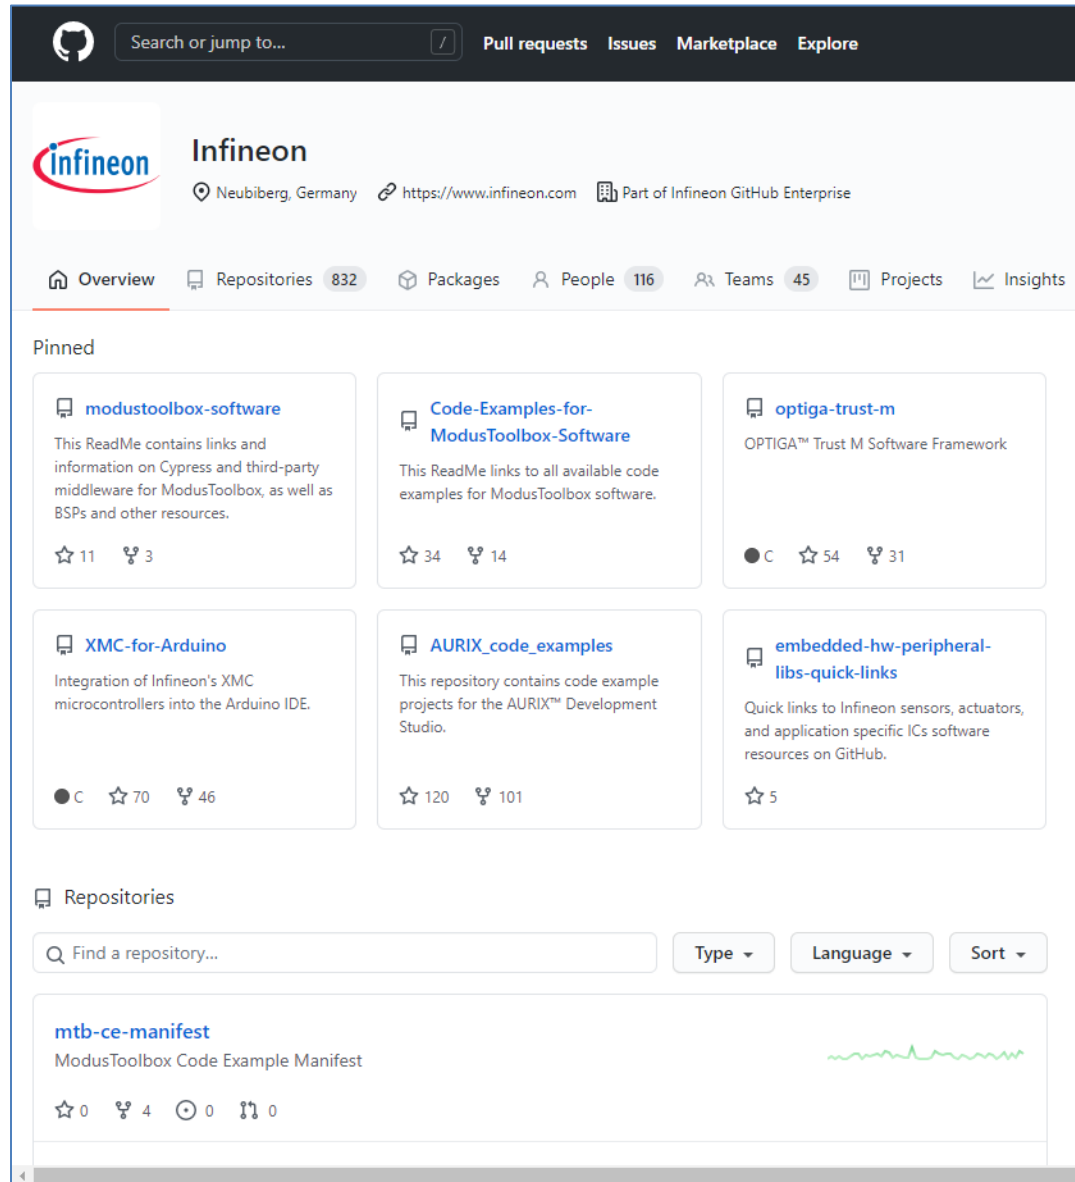 Search or jump to... / Pull requests Issues Marketplace Explore
infineon
Infineon
Neubiberg, Germany https://www.infineon.com Part of Infineon GitHub Enterprise
Overview Repositories 832 Packages People 116 Teams 45 Projects Insights
Pinned
modustoolbox-software
This ReadMe contains links and
information on Cypress and third-party
middleware for ModusToolbox, as well as
BSPs and other resources.
11 3
Code-Examples-for-
ModusToolbox-Software
This ReadMe links to all available code
examples for ModusToolbox software.
34 14
optiga-trust-m
OPTIGA™ Trust M Software Framework
C 54 31
XMC-for-Arduino
Integration of Infineon's XMC
microcontrollers into the Arduino IDE.
C 70 46
AURIX_code_examples
This repository contains code example
projects for the AURIX™ Development
Studio.
120 101
embedded-hw-peripheral-
libs-quick-links
Quick links to Infineon sensors, actuators,
and application specific ICs software
resources on GitHub.
5
Repositories
Find a repository... Type Language Sort
mtb-ce-manifest
ModusToolbox Code Example Manifest
0 4 0 0